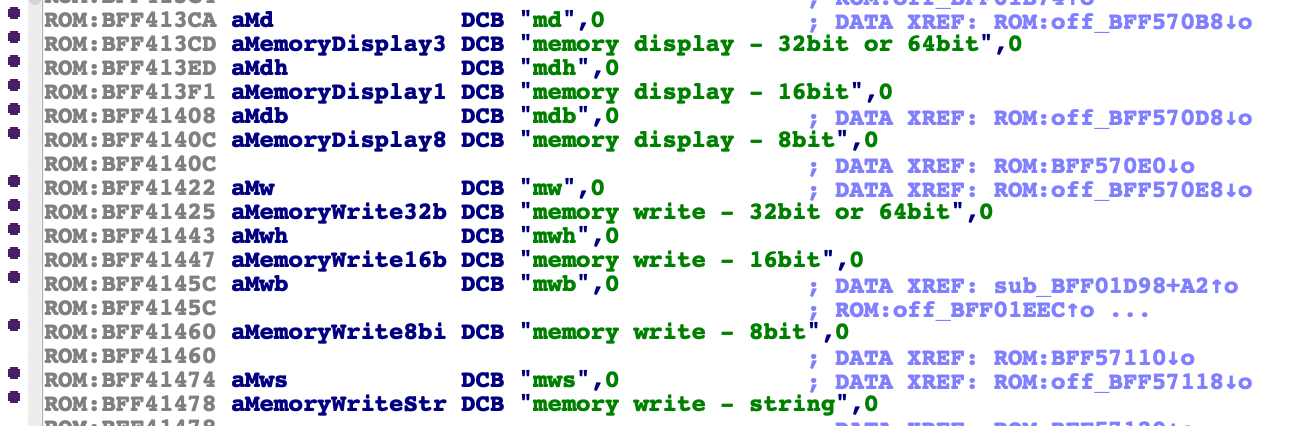 ; ROM:off_BFF01B74↑o
ROM:BFF413CA aMd DCB "md",0 ; DATA XREF: ROM:off_BFF570B8↓o
ROM:BFF413CD aMemoryDisplay3 DCB "memory display - 32bit or 64bit",0
ROM:BFF413ED aMdh DCB "mdh",0
ROM:BFF413F1 aMemoryDisplay1 DCB "memory display - 16bit",0
ROM:BFF41408 aMdb DCB "mdb",0 ; DATA XREF: ROM:off_BFF570D8↓o
ROM:BFF4140C aMemoryDisplay8 DCB "memory display - 8bit",0
ROM:BFF4140C ; DATA XREF: ROM:BFF570E0↓o
ROM:BFF41422 aMw DCB "mw",0 ; DATA XREF: ROM:off_BFF570E8↓o
ROM:BFF41425 aMemoryWrite32b DCB "memory write - 32bit or 64bit",0
ROM:BFF41443 aMwh DCB "mwh",0
ROM:BFF41447 aMemoryWrite16b DCB "memory write - 16bit",0
ROM:BFF4145C aMwb DCB "mwb",0 ; DATA XREF: sub_BFF01D98+A2↑o
ROM:BFF4145C ; ROM:off_BFF01EEC↑o ...
ROM:BFF41460 aMemoryWrite8bi DCB "memory write - 8bit",0
ROM:BFF41460 ; DATA XREF: ROM:BFF57110↓o
ROM:BFF41474 aMws DCB "mws",0 ; DATA XREF: ROM:off_BFF57118↓o
ROM:BFF41478 aMemoryWriteStr DCB "memory write - string",0